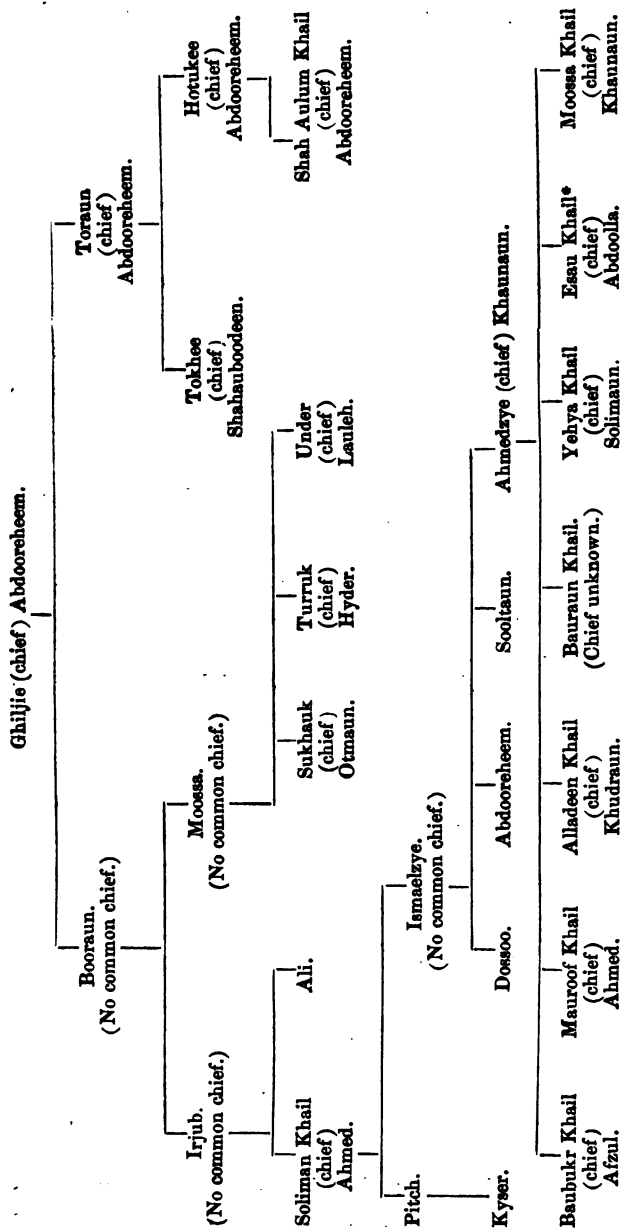 Ghiljie (chief) Abdooreheem.
Booraun.
(No common chief.)
Toraun
(chief)
Abdooreheem.
Irjub.
(No common chief.)
Moossa.
(No common chief.)
Tokhee
(chief)
Shahauboodeen.
Hotukee
(chief)
Abdooreheem.
Soliman Khail
(chief)
Ahmed.
Ali.
Sukhauk
(chief)
Otmaun.
Turruk
(chief)
Hyder.
Under
(chief)
Lauleh.
Shah Aulum Khail
(chief)
Abdooreheem.
Pitch.
Ismaelzye.
(No common chief.)
Kyser.
Dossoo.
Abdooreheem.
Sooltaun.
Ahmedzye (chief) Khaunaun.
Baubukr Khail
(chief)
Afzul.
Mauroof Khail
(chief)
Ahmed.
Alladeen Khail
(chief)
Khudraun.
Bauraun Khail.
(Chief unknown.)
Yehya Khail
(chief)
Solimaun.
Esau Khail*
(chief)
Abdoolla.
Moossa Khail
(chief)
Khaunaun.